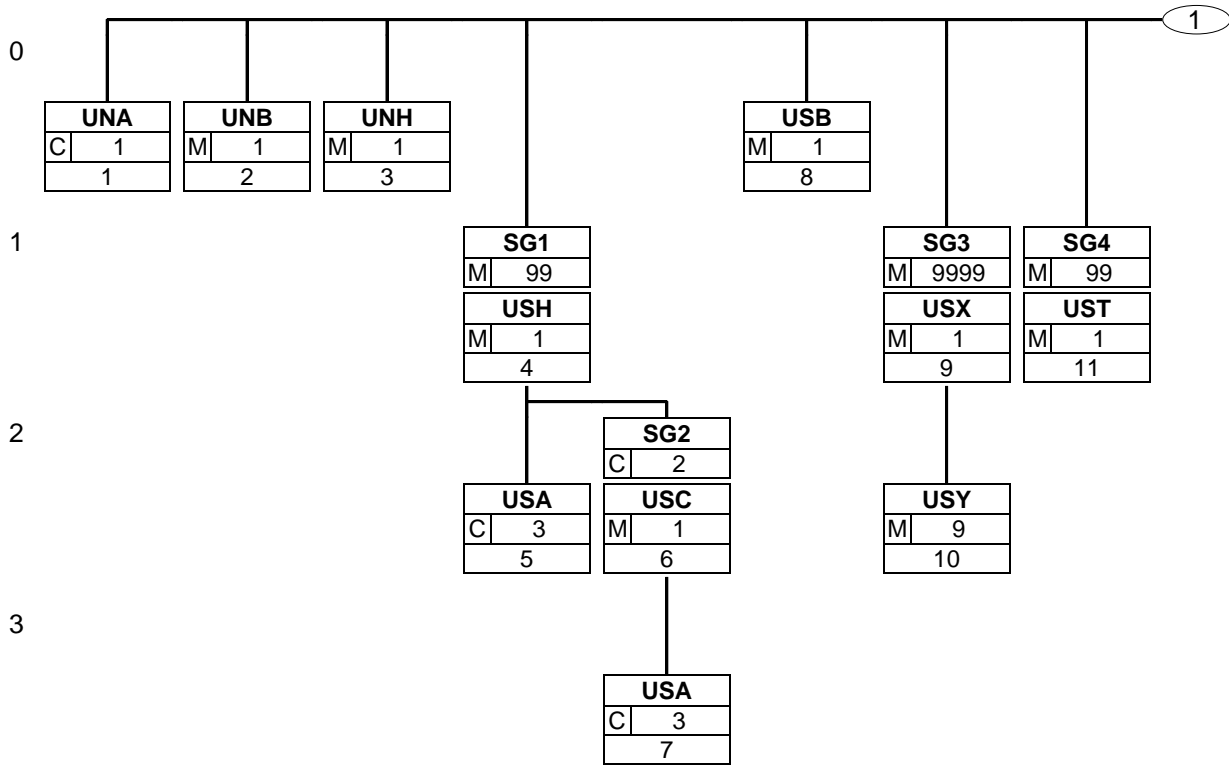 1
0
UNA
C 1
1
UNB
M 1
2
UNH
M 1
3
USB
M 1
8
1
SG1
M 99
USH
M 1
4
SG3
M 9999
USX
M 1
9
SG4
M 99
UST
M 1
11
2
SG2
C 2
USA
C 3
5
USC
M 1
6
USY
M 9
10
3
USA
C 3
7